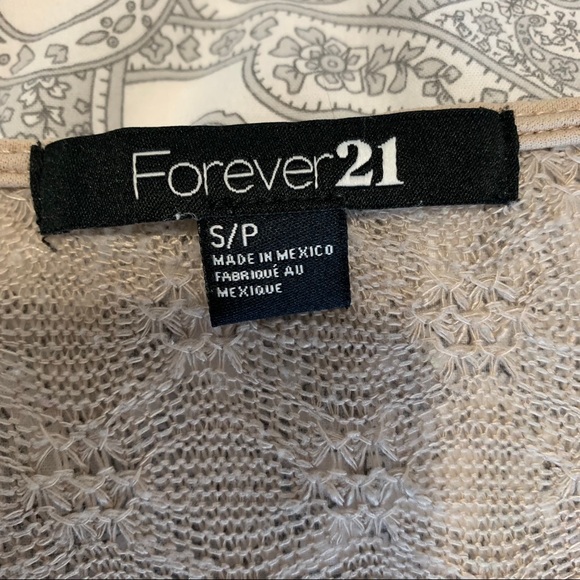 Forever21
S/P
MADE IN MEXICO
FABRIQUÉ AU
MEXIQUE